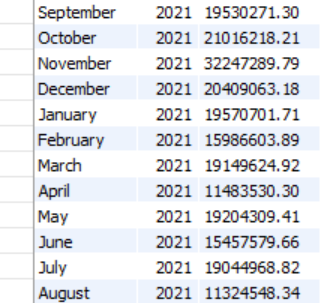 September 2021 19530271.30
October 2021 21016218.21
November 2021 32247289.79
December 2021 20409063.18
January 2021 19570701.71
February 2021 15986603.89
March 2021 19149624.92
April 2021 11483530.30
May 2021 19204309.41
June 2021 15457579.66
July 2021 19044968.82
August 2021 11324548.34